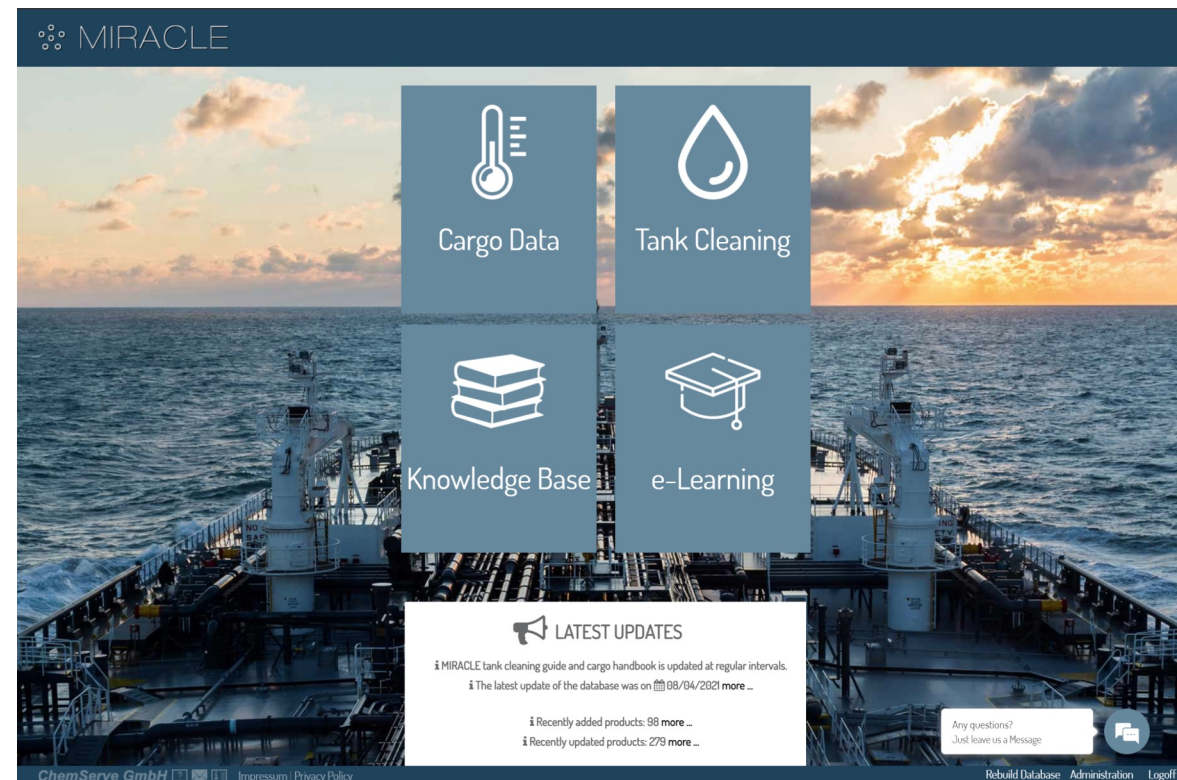 MIRACLE
Cargo Data
Tank Cleaning
Knowledge Base
e-Learning
LATEST UPDATES
i MIRACLE tank cleaning guide and cargo handbook is updated at regular intervals.
i The latest update of the database was on 08/04/2021 more ...
i Recently added products: 98 more ...
i Recently updated products: 279 more ...
Any questions?
Just leave us a Message
ChemServe GmbH Impressum | Privacy Policy
Rebuild Database Administration Logoff